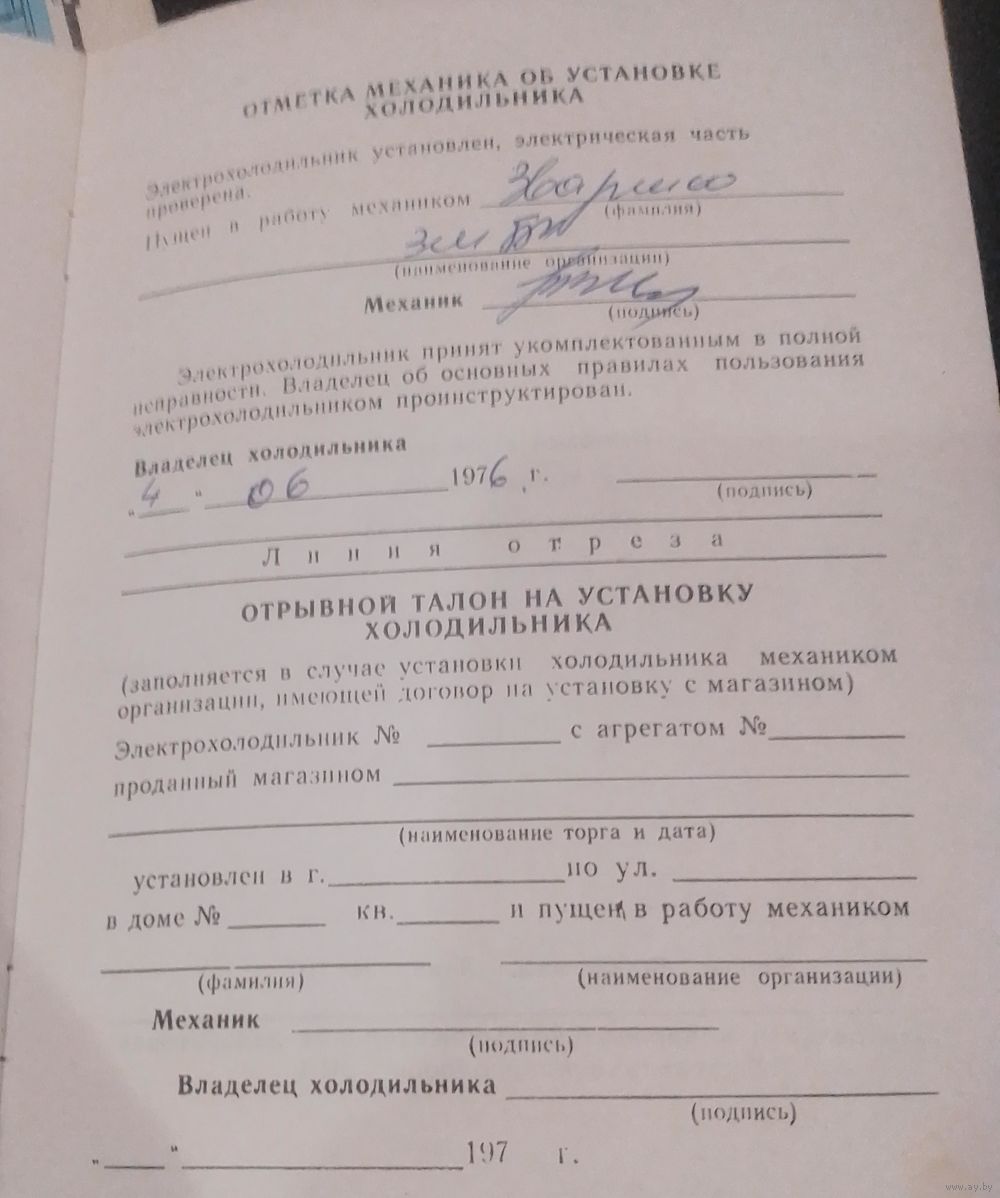 ОТМЕТКА МЕХАНИКА ОБ УСТАНОВКЕ
ХОЛОДИЛЬНИКА
Электрохолодильник установлен, электрическая часть
проверена.
Пущен в работу механиком
(фамилия)
(наименование организации)
Механик
(подпись)
Электрохолодильник принят укомплектованным в полной
исправности. Владелец об основных правилах пользования
электрохолодильником проинструктирован.
Владелец холодильника
„ 4 “ 06 1976 г.
(подпись)
Линия отреза
ОТРЫВНОЙ ТАЛОН НА УСТАНОВКУ
ХОЛОДИЛЬНИКА
(заполняется в случае установки холодильника механиком
организации, имеющей договор на установку с магазином)
Электрохолодильник № с агрегатом №
проданный магазином
(наименование торга и дата)
установлен в г. по ул.
в доме № кв. и пущен в работу механиком
(фамилия) (наименование организации)
Механик
(подпись)
Владелец холодильника
(подпись)
„ “ 197 г.
www.ay.by